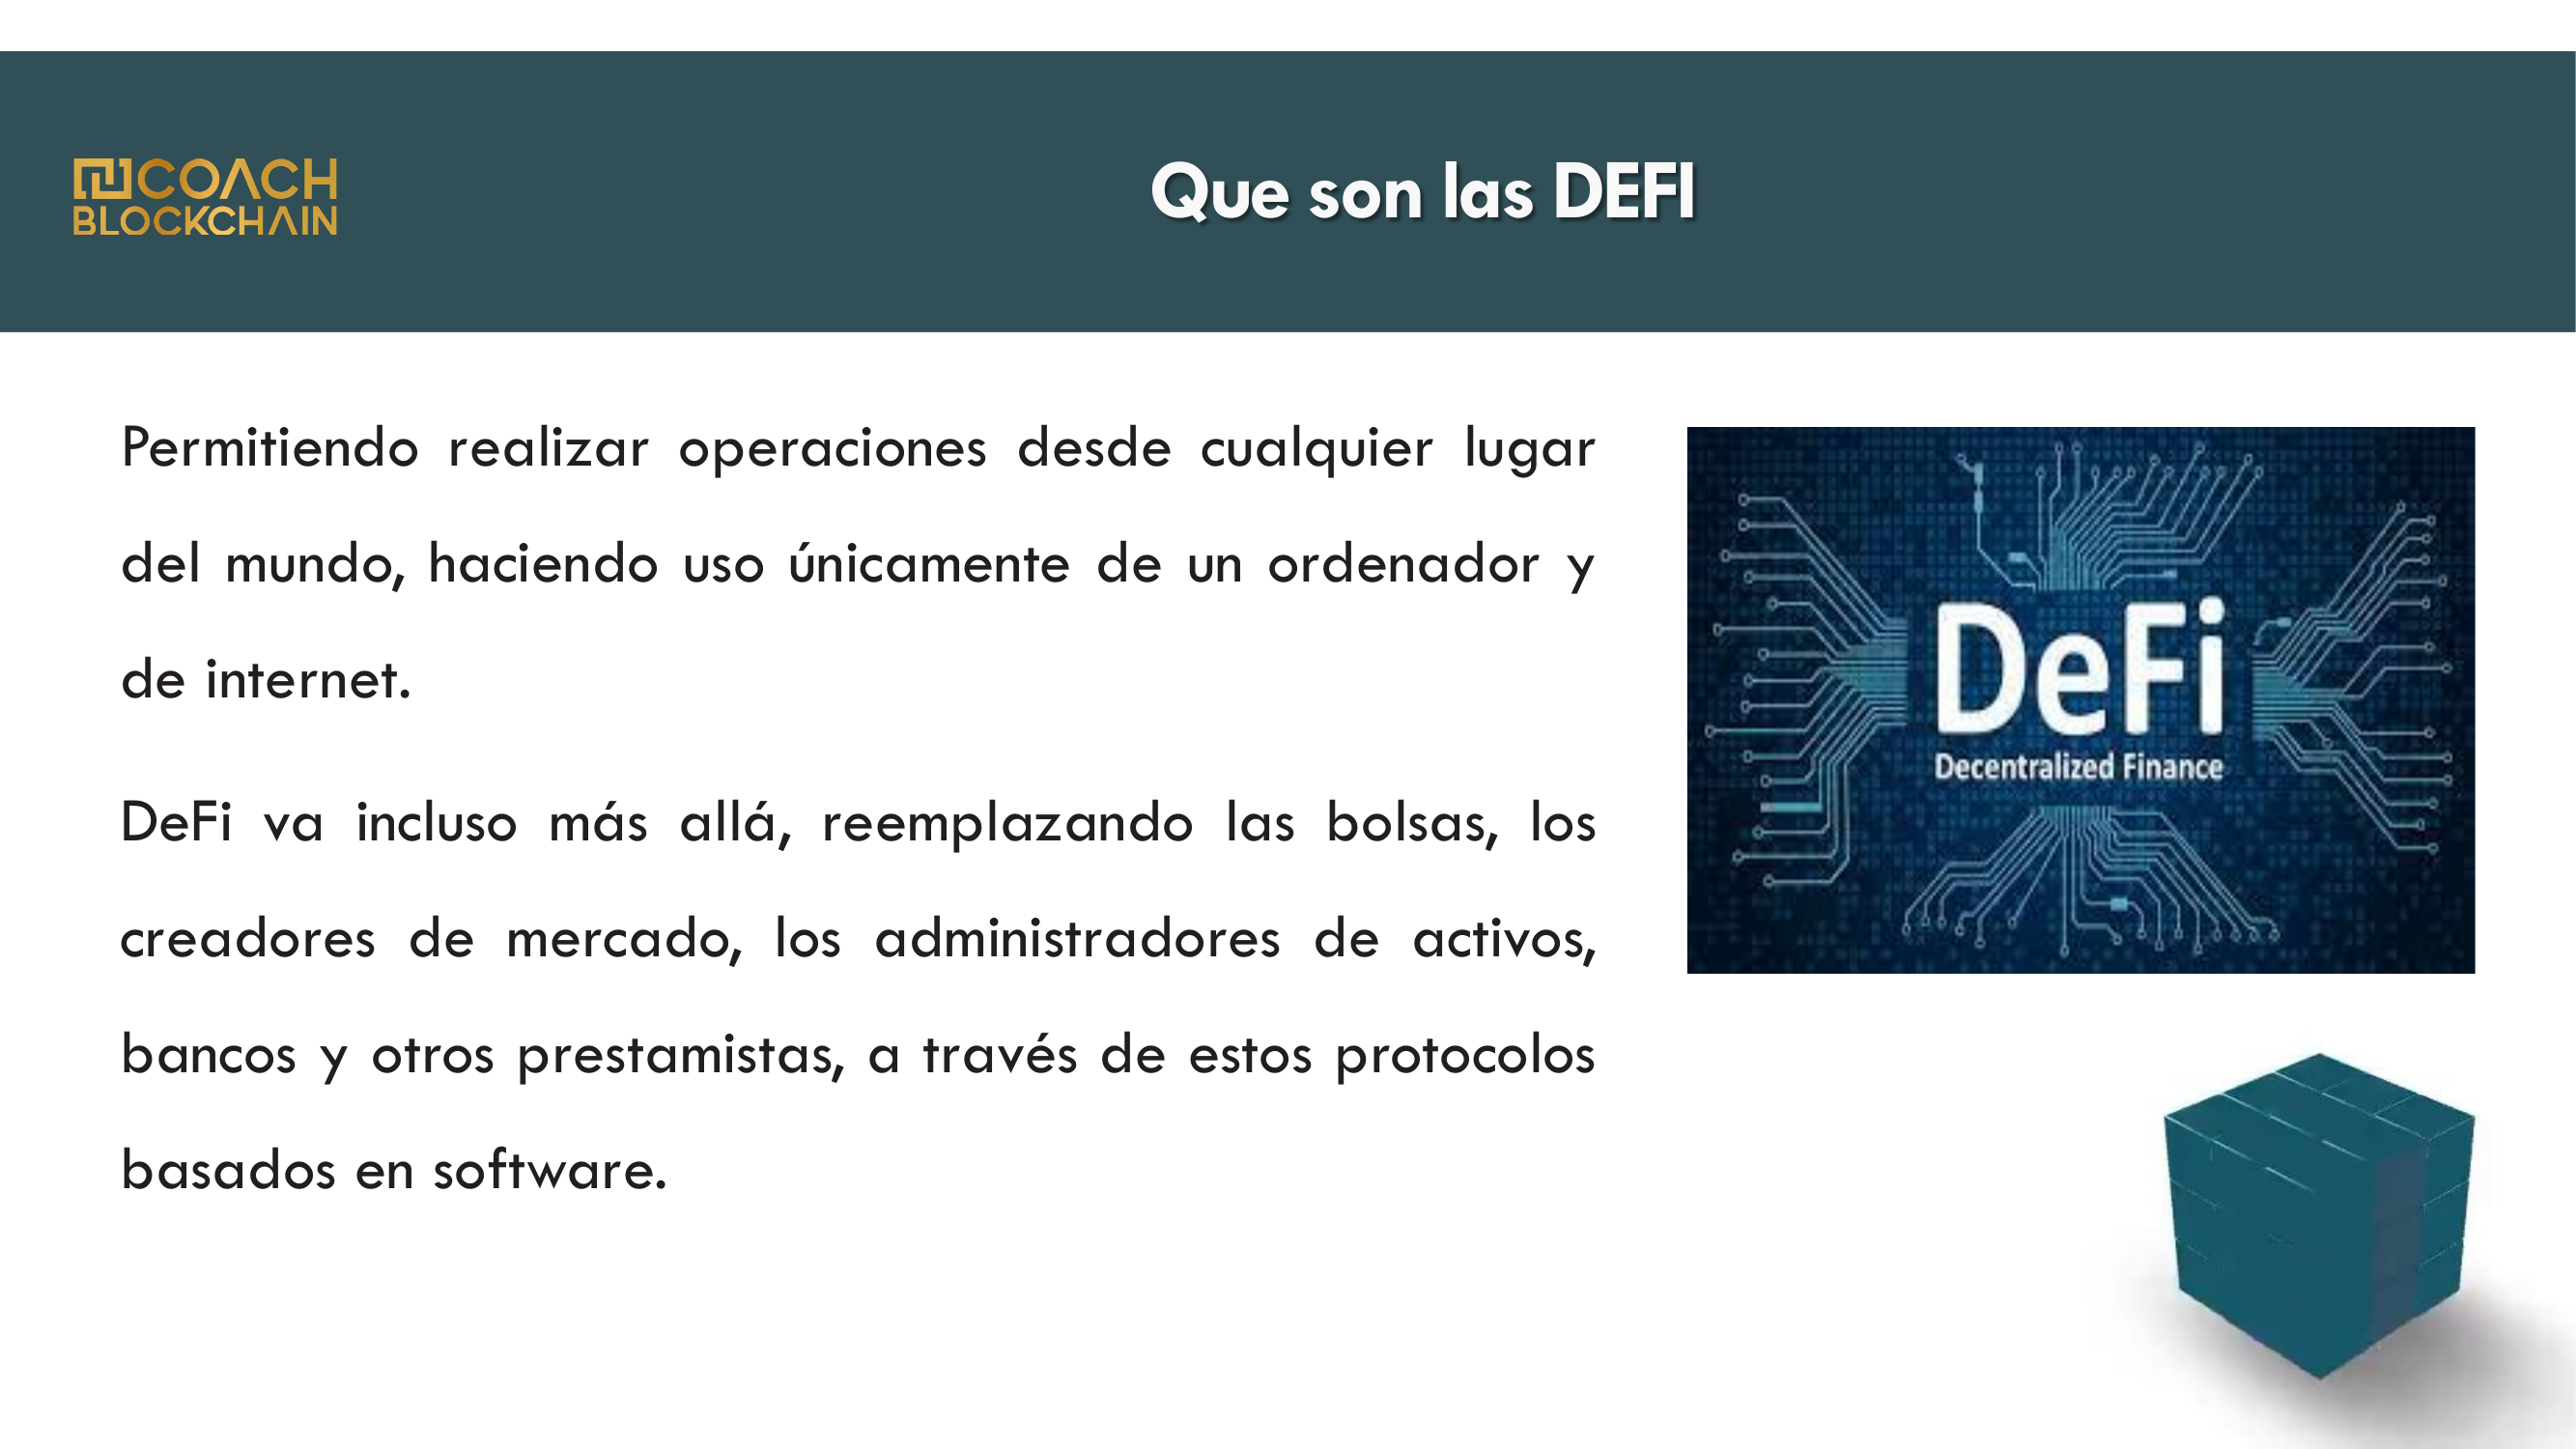 COACH
BLOCKCHAIN
Que son las DEFI
Permitiendo realizar operaciones desde cualquier lugar
del mundo, haciendo uso únicamente de un ordenador y
de internet.
DeFi va incluso más allá, reemplazando las bolsas, los
creadores de mercado, los administradores de activos,
bancos y otros prestamistas, a través de estos protocolos
basados en software.
DeFi
Decentralized Finance